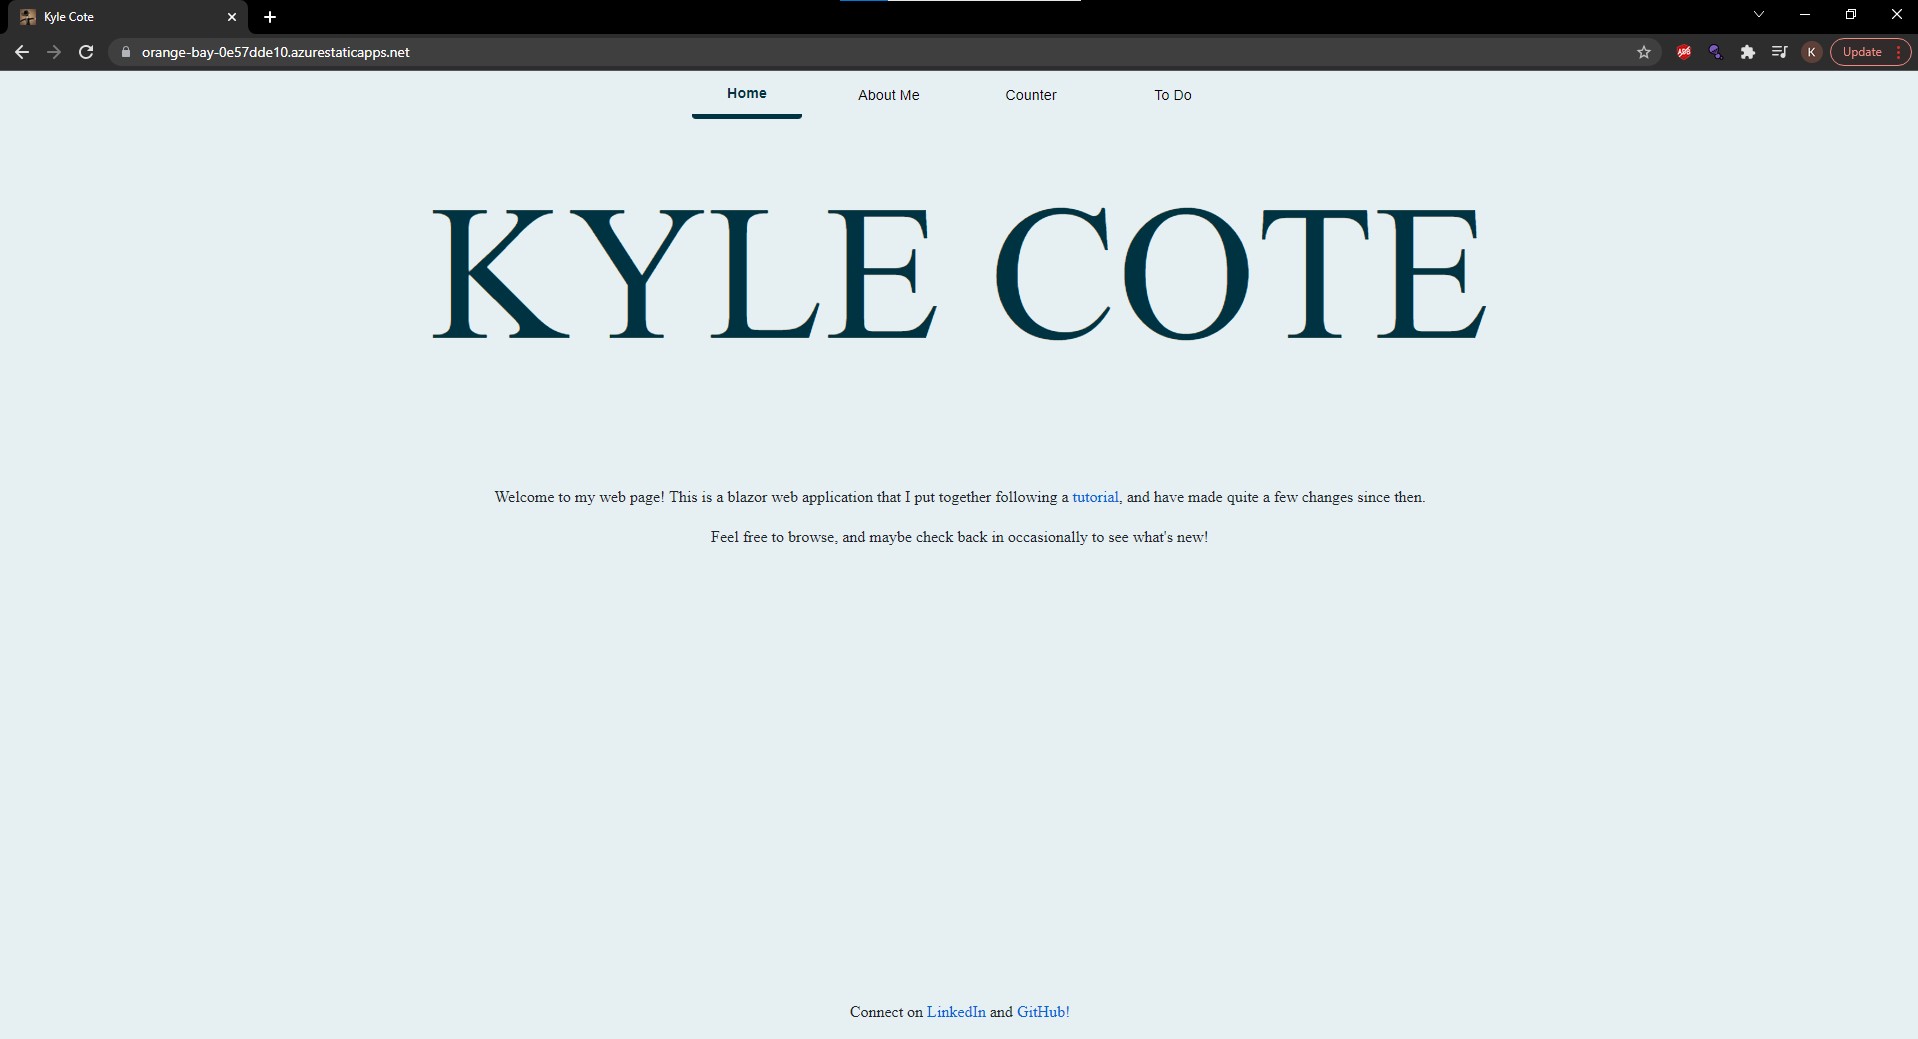 Kyle Cote
orange-bay-0e57dde10.azurestaticapps.net
ABP
K
Update
Home About Me Counter To Do
KYLE COTE
Welcome to my web page! This is a blazor web application that I put together following a tutorial, and have made quite a few changes since then.
Feel free to browse, and maybe check back in occasionally to see what's new!
Connect on LinkedIn and GitHub!